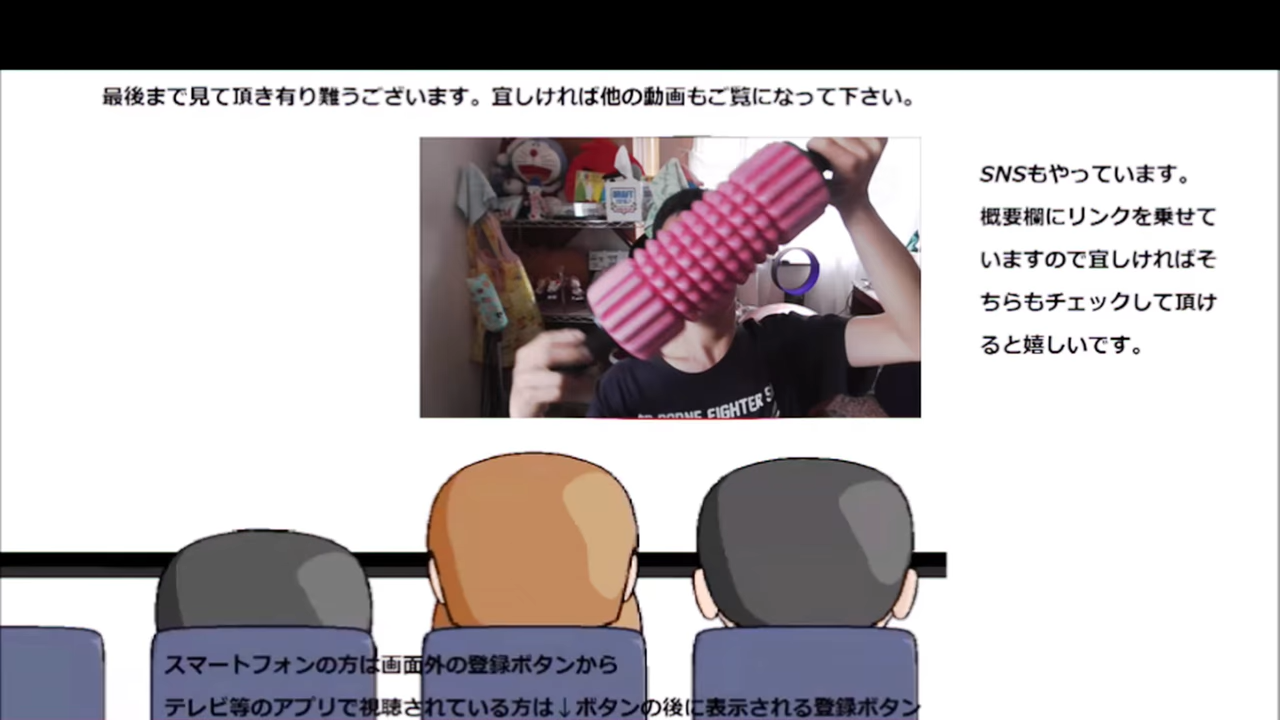 最後まで見て頂き有り難うございます。宜しければ他の動画もご覧になって下さい。
SNSもやっています。
概要欄にリンクを乗せて
いますので宜しければそ
ちらもチェックして頂け
ると嬉しいです。
DRAFT
FIGHTER
スマートフォンの方は画面外の登録ボタンから
テレビ等のアプリで視聴されている方は↓ボタンの後に表示される登録ボタン